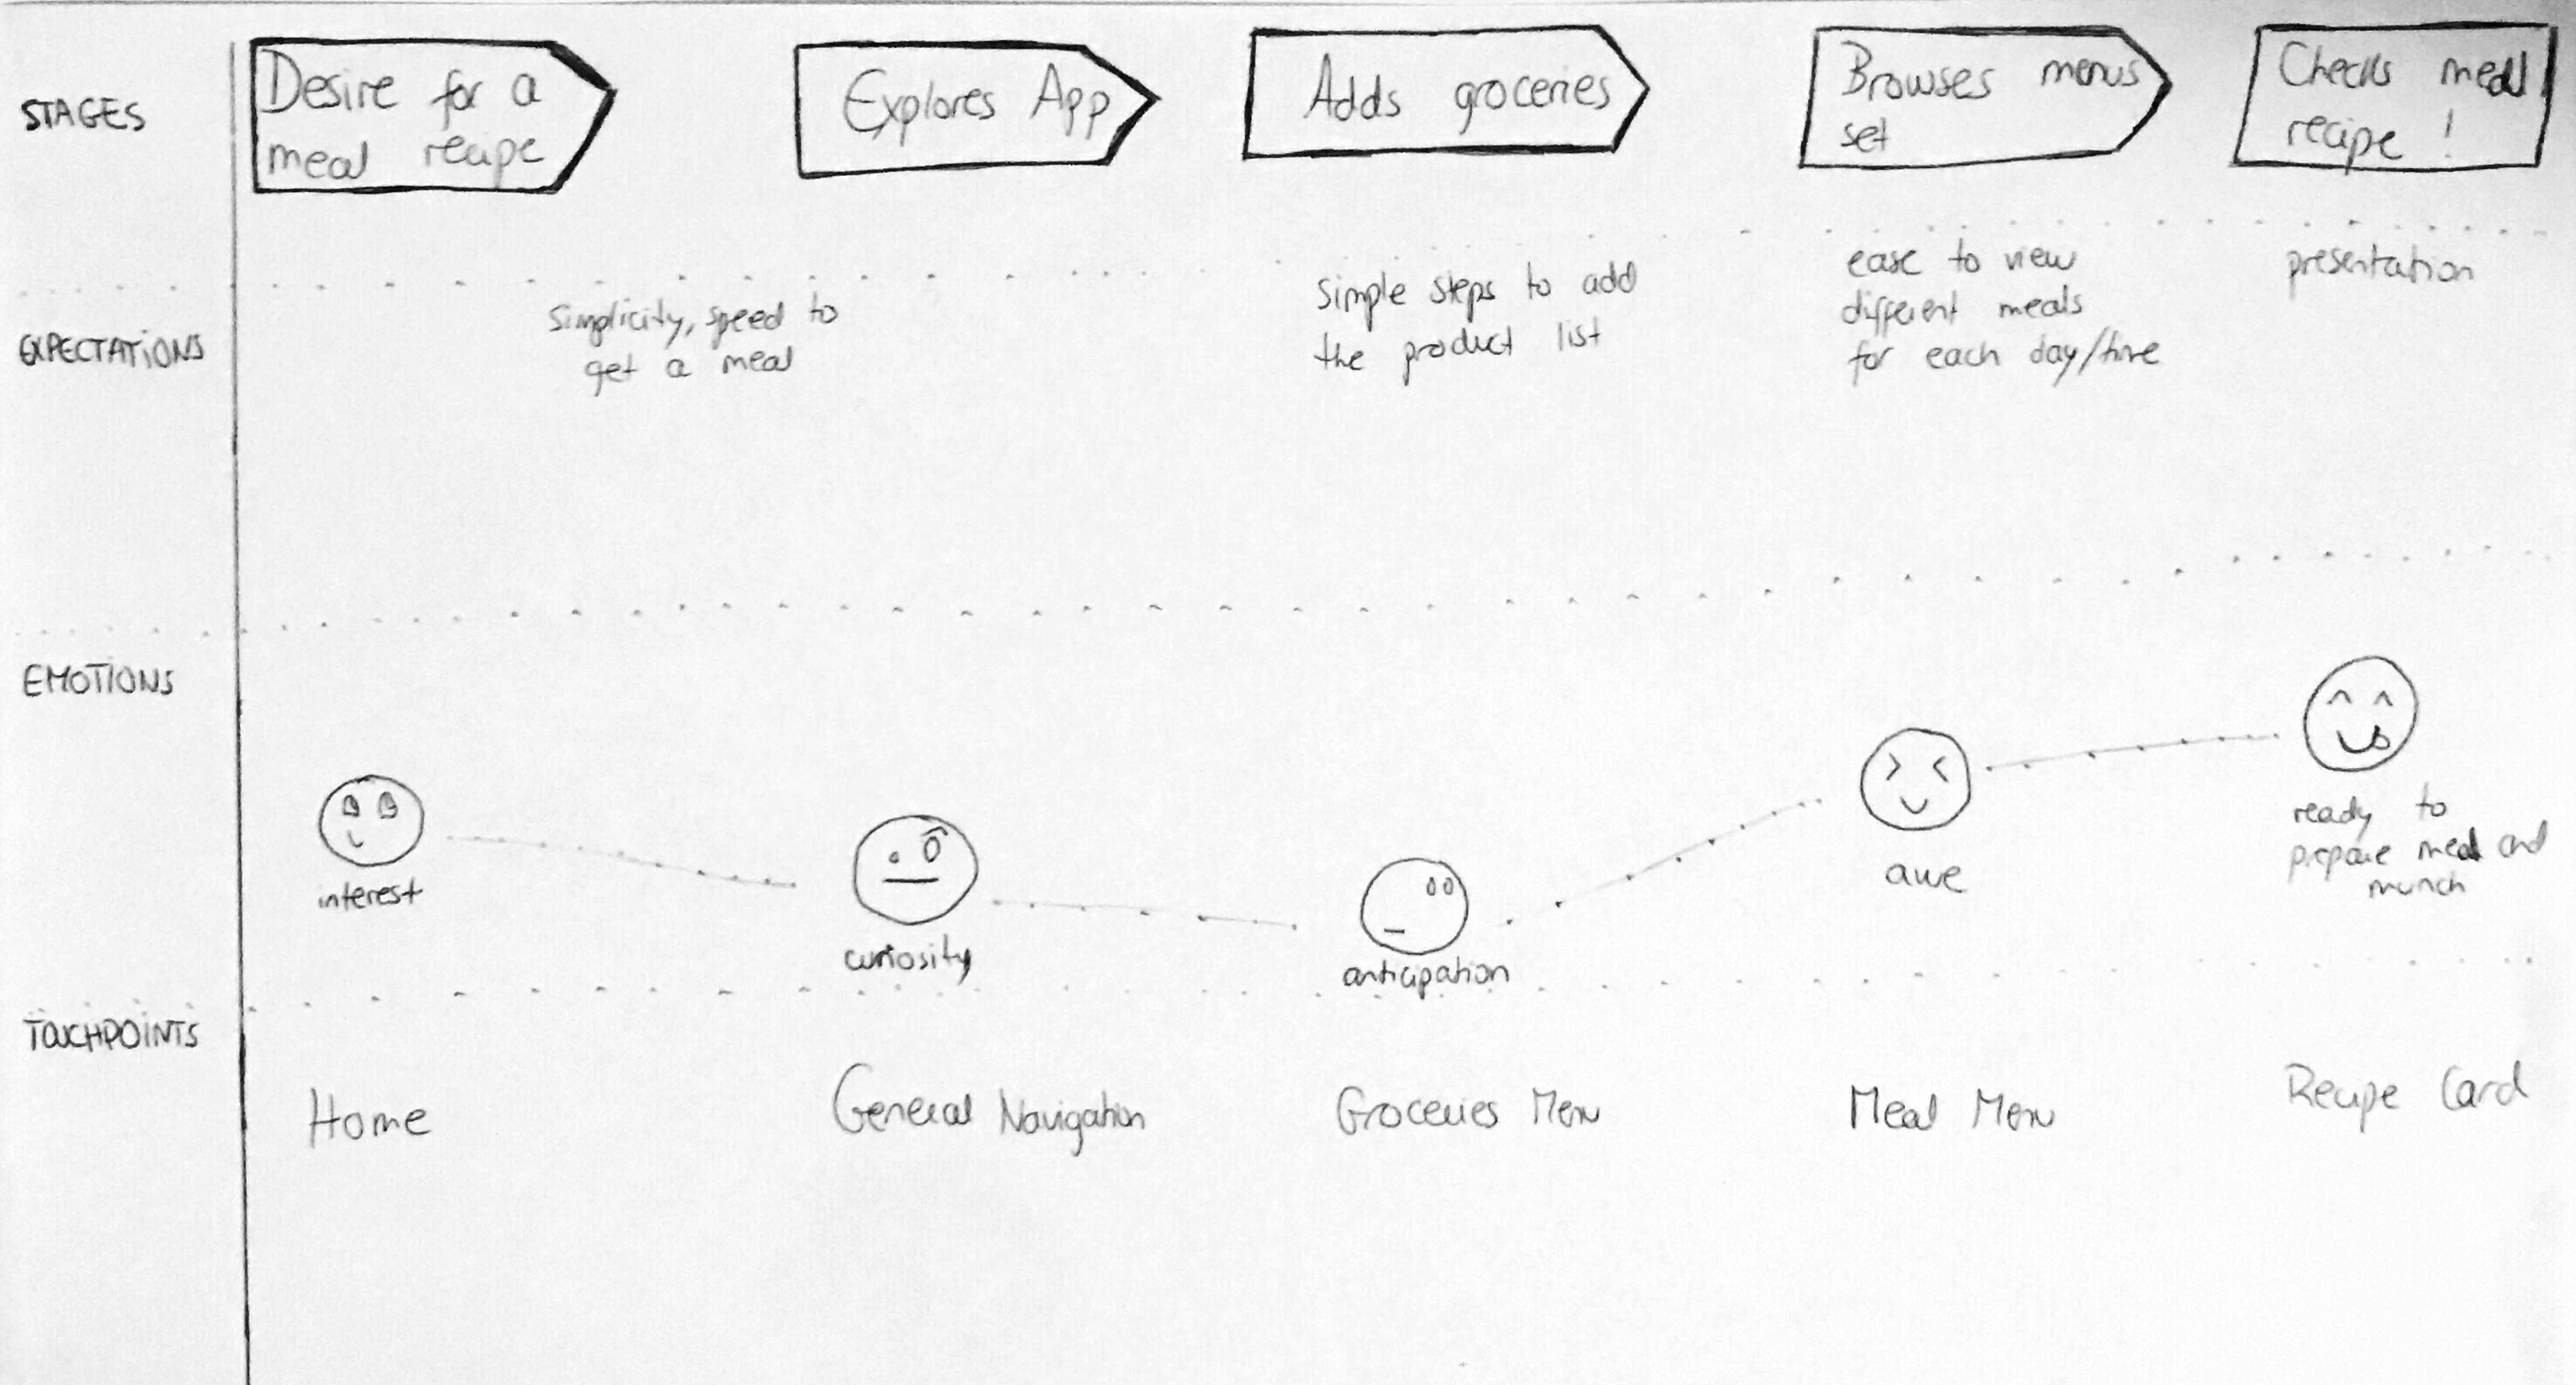 STAGES
Desire for a
meal recipe
Explores App
Adds groceries
Browses menus
set
Checks meal
recipe !
EXPECTATIONS
Simplicity, speed to
get a meal
Simple steps to add
the product list
ease to view
different meals
for each day/time
presentation
EMOTIONS
interest
curiosity
anticipation
awe
ready to
prepare meal and
munch
TOUCHPOINTS
Home
General Navigation
Groceries Menu
Meal Menu
Recipe Card